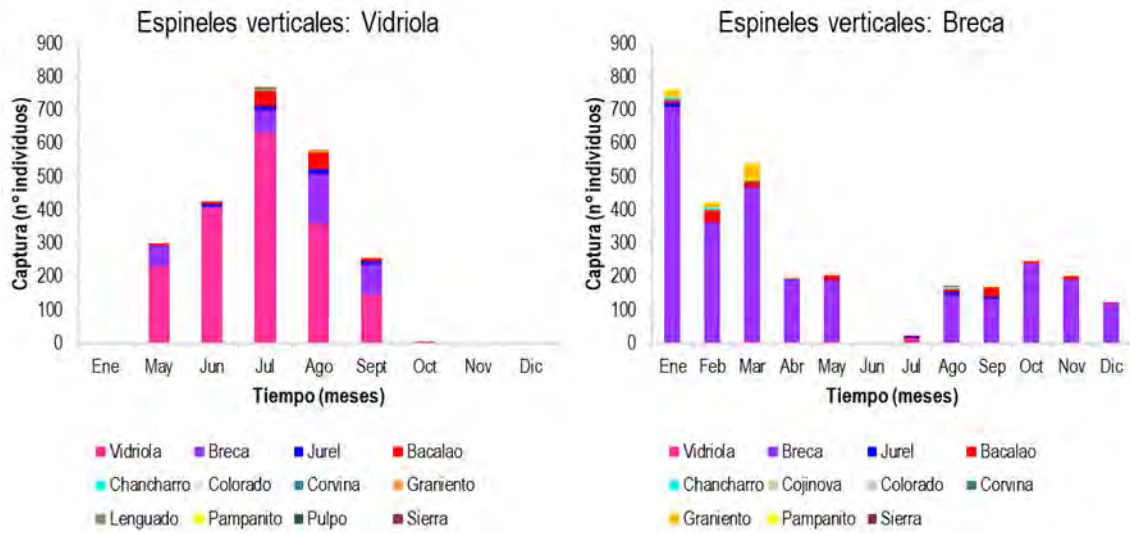 Espineles verticales: Vidriola
Captura (n° individuos)
900
800
700
600
500
400
300
200
100
0
Ene May Jun Jul Ago Sept Oct Nov Dic
Tiempo (meses)
Vidriola Breca Jurel Bacalao
Chancharro Colorado Corvina Graniento
Lenguado Pampanito Pulpo Sierra
Espineles verticales: Breca
Captura (n° individuos)
900
800
700
600
500
400
300
200
100
0
Ene Feb Mar Abr May Jun Jul Ago Sep Oct Nov Dic
Tiempo (meses)
Vidriola Breca Jurel Bacalao
Chancharro Cojinova Colorado Corvina
Graniento Pampanito Sierra